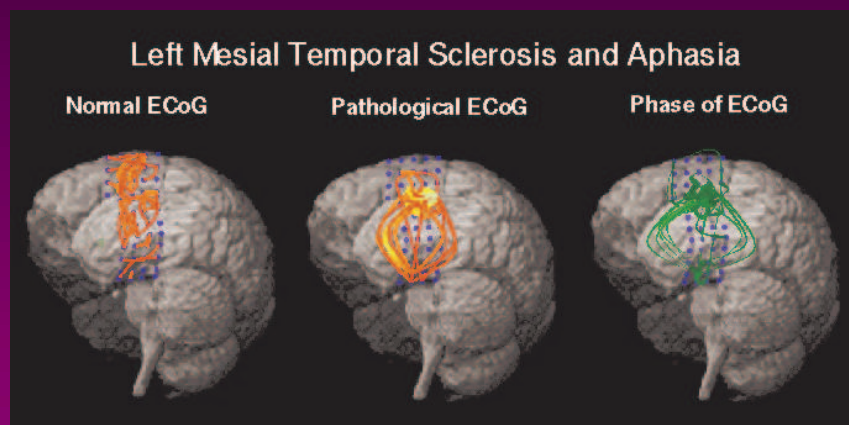 Left Mesial Temporal Sclerosis and Aphasia
Normal ECoG
Pathological ECoG
Phase of ECoG